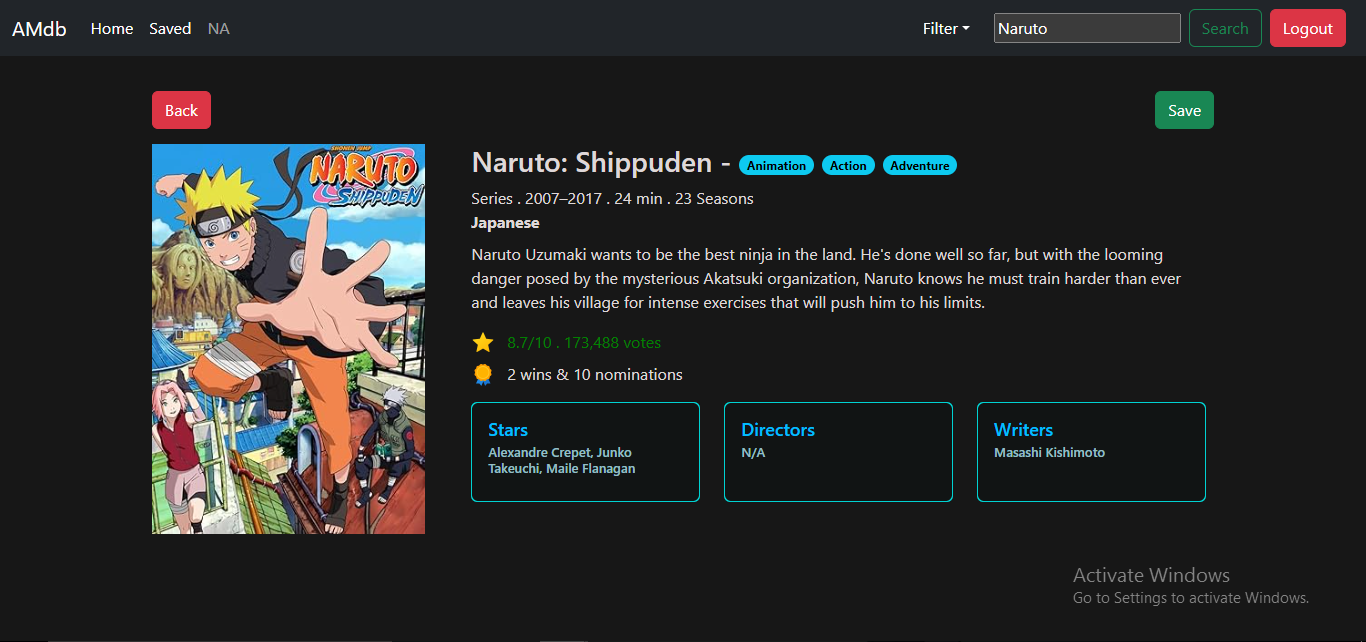 AMdb Home Saved NA Filter Naruto Search Logout
Back Save
SHONEN JUMP
NARUTO
SHIPPUDEN
Naruto: Shippuden - Animation Action Adventure
Series . 2007–2017 . 24 min . 23 Seasons
Japanese
Naruto Uzumaki wants to be the best ninja in the land. He's done well so far, but with the looming
danger posed by the mysterious Akatsuki organization, Naruto knows he must train harder than ever
and leaves his village for intense exercises that will push him to his limits.
8.7/10 . 173,488 votes
2 wins & 10 nominations
Stars
Alexandre Crepet, Junko
Takeuchi, Maile Flanagan
Directors
N/A
Writers
Masashi Kishimoto
Activate Windows
Go to Settings to activate Windows.